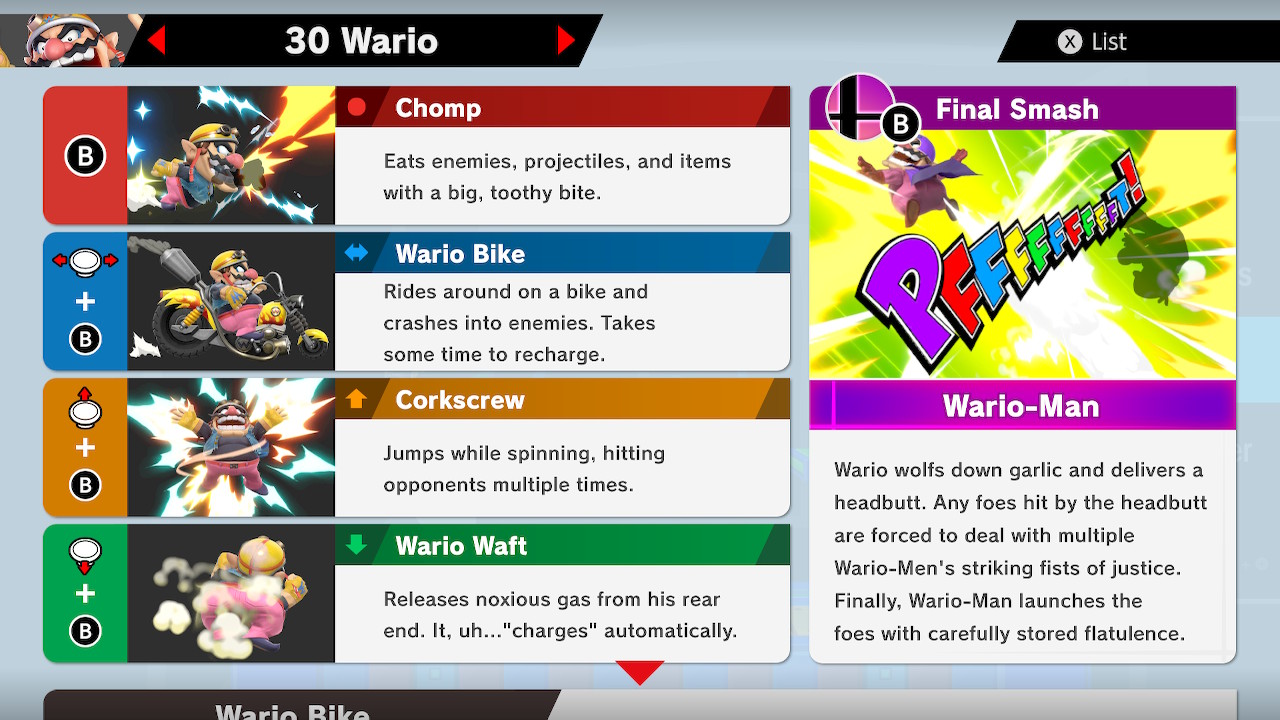 30 Wario
X List
B
Chomp
Eats enemies, projectiles, and items
with a big, toothy bite.
+
B
Wario Bike
Rides around on a bike and
crashes into enemies. Takes
some time to recharge.
+
B
Corkscrew
Jumps while spinning, hitting
opponents multiple times.
+
B
Wario Waft
Releases noxious gas from his rear
end. It, uh..."charges" automatically.
B
Final Smash
PFFFFFFFFFT!
Wario-Man
Wario wolfs down garlic and delivers a
headbutt. Any foes hit by the headbutt
are forced to deal with multiple
Wario-Men's striking fists of justice.
Finally, Wario-Man launches the
foes with carefully stored flatulence.
Wario Bike